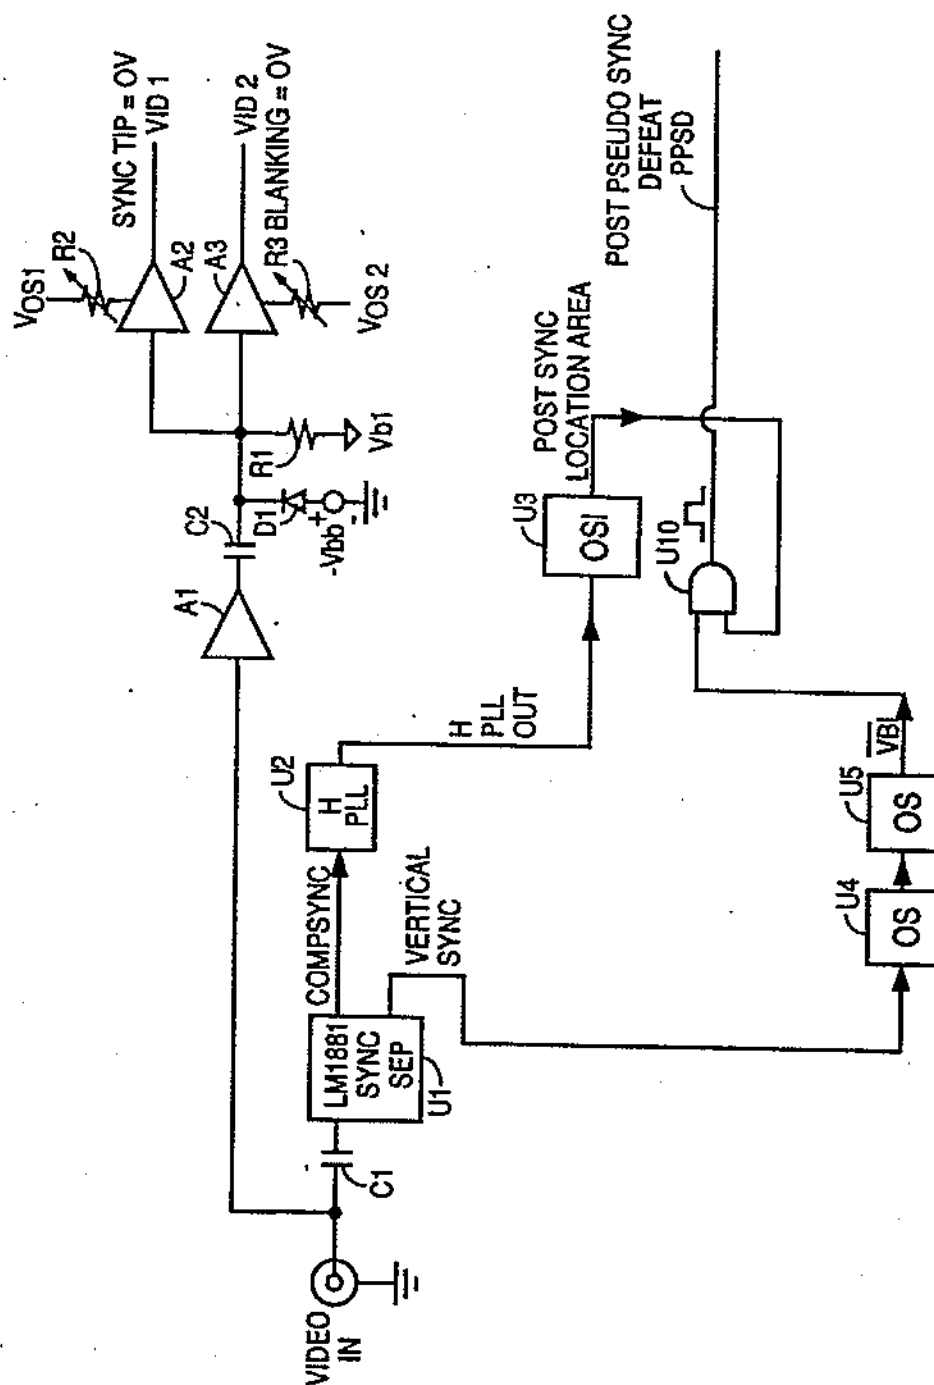 VOS1
R2
SYNC TIP = 0V
VID 1
A2
A3
VID 2
R3 BLANKING = 0V
VOS 2
A1
C2
D1
+
-Vbb
-
R1
Vb1
VIDEO
IN
C1
LM1881
SYNC
SEP
U1
COMPSYNC
VERTICAL
SYNC
U2
H
PLL
H
PLL
OUT
U3
OSI
POST SYNC
LOCATION AREA
U4
OS
U5
OS
VBI
U10
POST PSEUDO SYNC
DEFEAT
PPSD